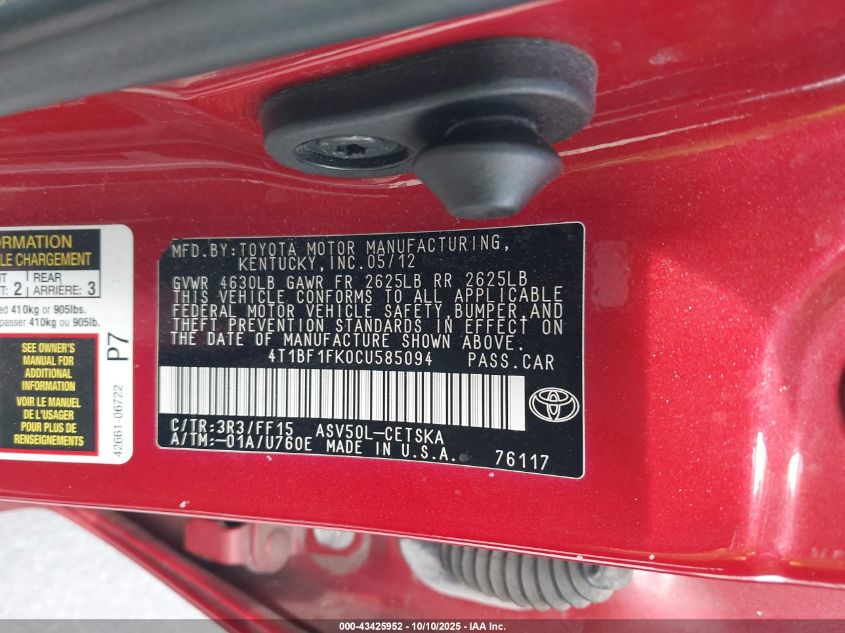 ORMATION
LE CHARGEMENT
NT 2 REAR
ARRIÈRE: 3
ed 410kg or 905lbs.
passer 410kg ou 905lb.
SEE OWNER'S
MANUAL FOR
ADDITIONAL
INFORMATION
VOIR LE MANUEL
DE L'USAGER
POUR PLUS DE
RENSEIGNEMENTS
P7
42661-06722
MFD.BY:TOYOTA MOTOR MANUFACTURING,
KENTUCKY,INC.05/12
GVWR 4630LB GAWR FR 2625LB RR 2625LB
THIS VEHICLE CONFORMS TO ALL APPLICABLE
FEDERAL MOTOR VEHICLE SAFETY,BUMPER,AND
THEFT PREVENTION STANDARDS IN EFFECT ON
THE DATE OF MANUFACTURE SHOWN ABOVE.
4T1BF1FK0CU585094 PASS.CAR
C/TR:3R3/FF15 ASV50L-CETSKA
A/TM:-01A/U760E MADE IN U.S.A. 76117
000-43425952 - 10/10/2025 - IAA Inc.